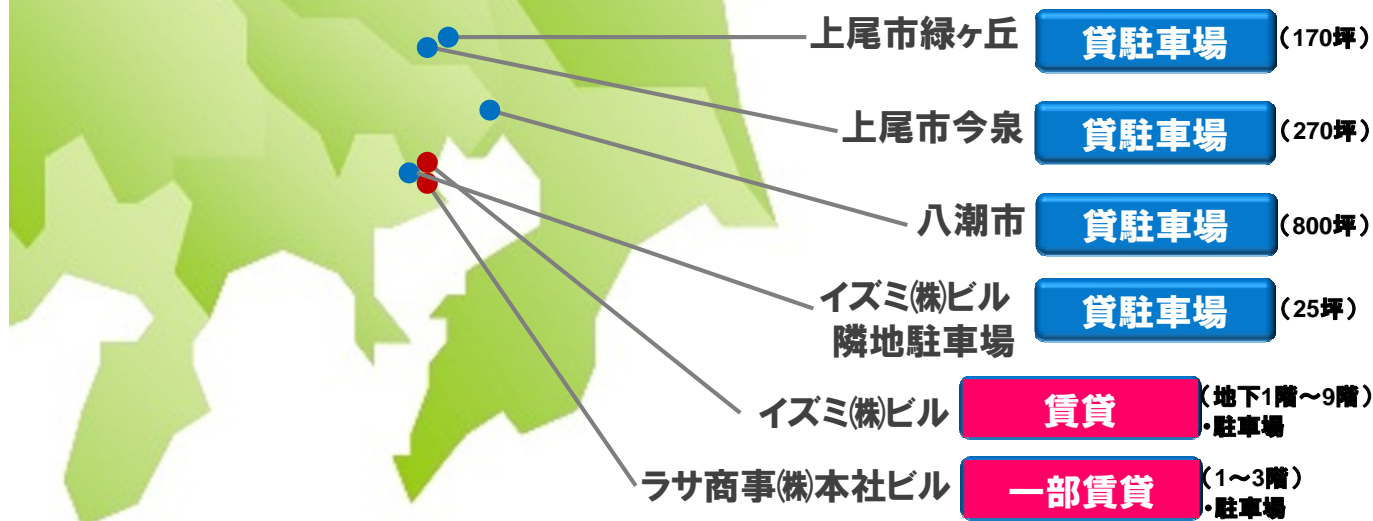 上尾市緑ヶ丘 貸駐車場 （170坪）
上尾市今泉 貸駐車場 （270坪）
八潮市 貸駐車場 （800坪）
イズミ㈱ビル
隣地駐車場 貸駐車場 （25坪）
イズミ㈱ビル 賃貸 （地下1階～9階）
・駐車場
ラサ商事㈱本社ビル 一部賃貸 （1～3階）
・駐車場